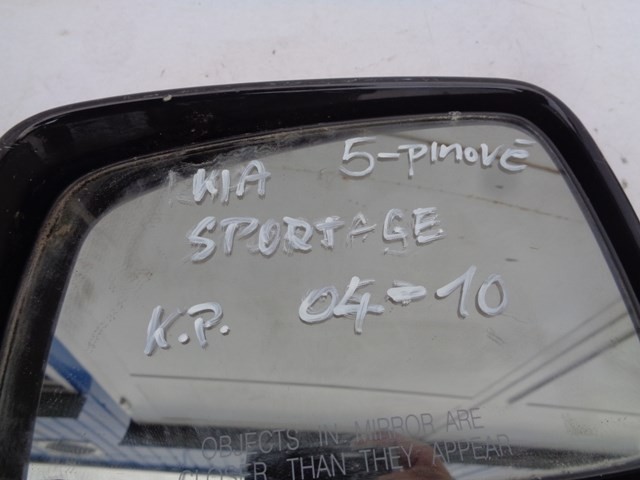 KIA 5-pinové
SPORTAGE
K.P. 04-10
OBJECTS IN MIRROR ARE
CLOSER THAN THEY APPEAR